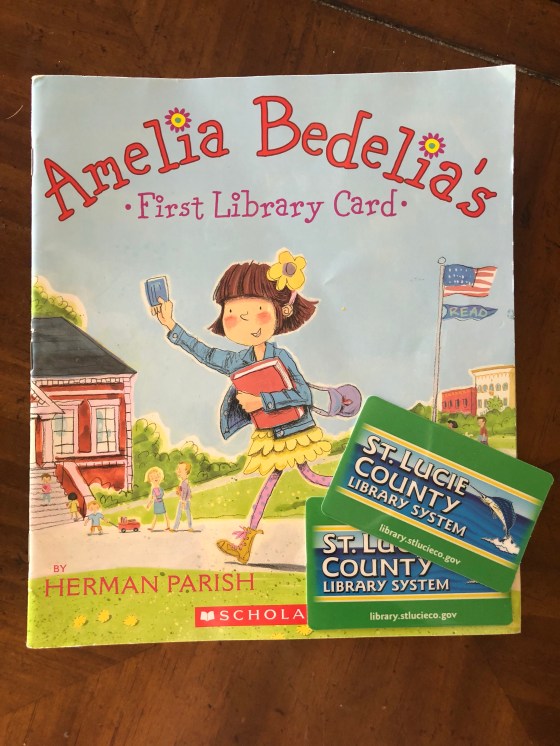 Amelia Bedelia's
• First Library Card •
READ
BY
HERMAN PARISH
SCHOLA
ST. LUCIE
COUNTY
LIBRARY SYSTEM
library.stlucieco.gov
ST. LUC
COUNTY
LIBRARY SYSTEM
library.stlucieco.gov